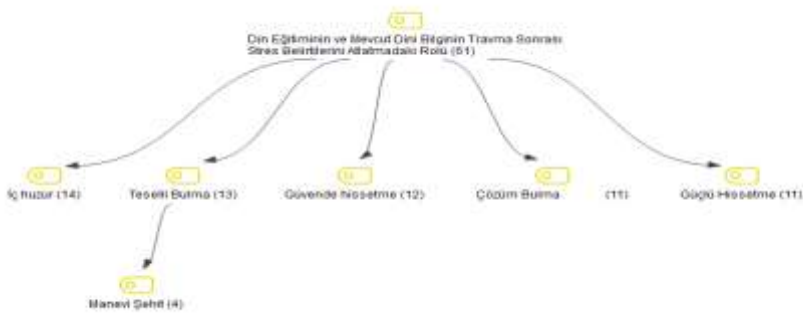 Din Eğitiminin ve Mevcut Dini Bilginin Travma Sonrası
Stres Belirtilerini Atlatmadaki Rolü (61)
İç huzur (14)
Teselli Bulma (13)
Güvende hissetme (12)
Çözüm Bulma (11)
Güçlü Hissetme (11)
Manevi Şehit (4)